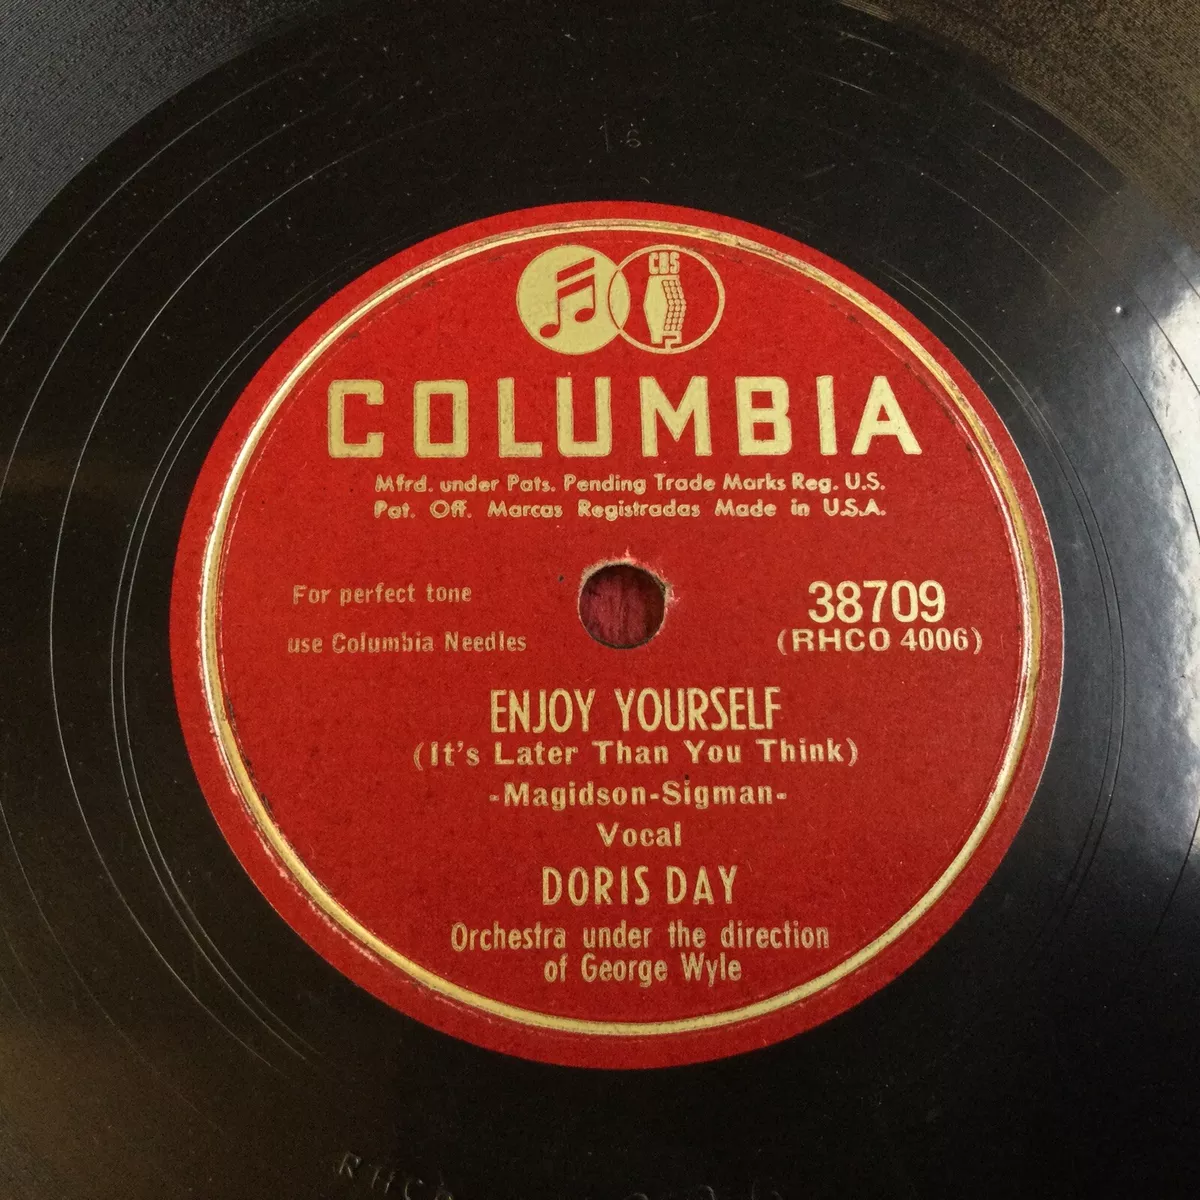 16
CBS
COLUMBIA
Mfrd. under Pats. Pending Trade Marks Reg. U.S.
Pat. Off. Marcas Registradas Made in U.S.A.
For perfect tone
use Columbia Needles
38709
(RHCO 4006)
ENJOY YOURSELF
(It's Later Than You Think)
-Magidson-Sigman-
Vocal
DORIS DAY
Orchestra under the direction
of George Wyle